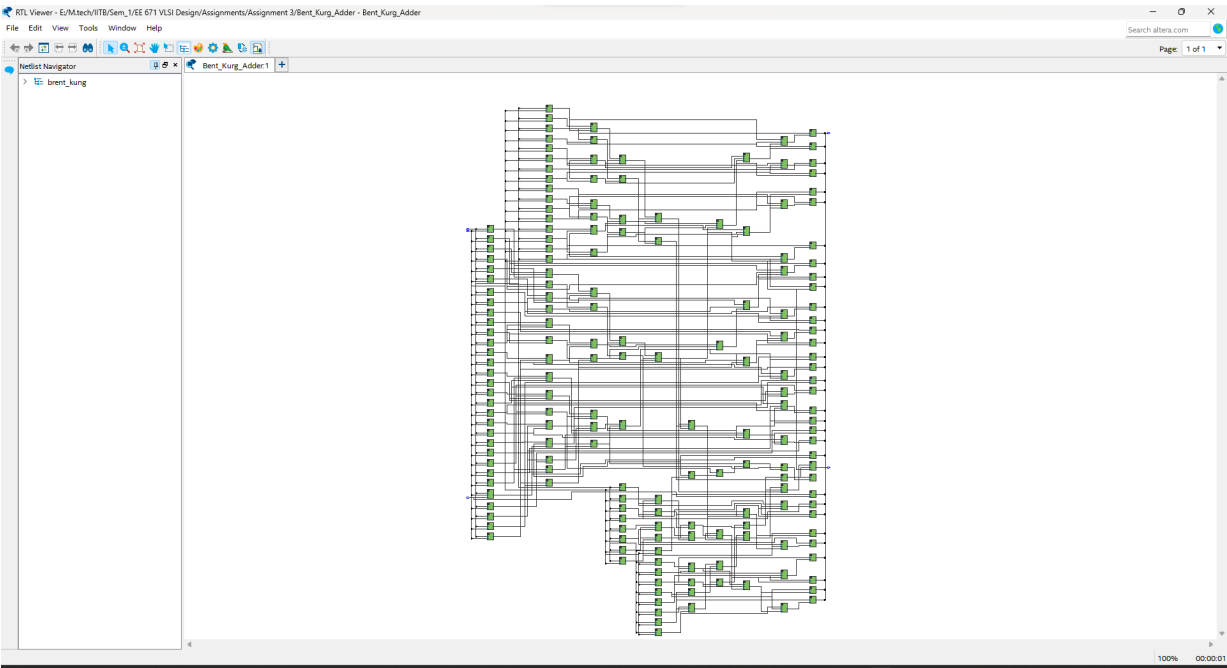 RTL Viewer - E:/M.tech/IITB/Sem_1/EE 671 VLSI Design/Assignments/Assignment 3/Bent_Kurg_Adder - Bent_Kurg_Adder
File Edit View Tools Window Help
Search altera.com
Page: 1 of 1
Netlist Navigator
Bent_Kurg_Adder:1
brent_kung
100% 00:00:01